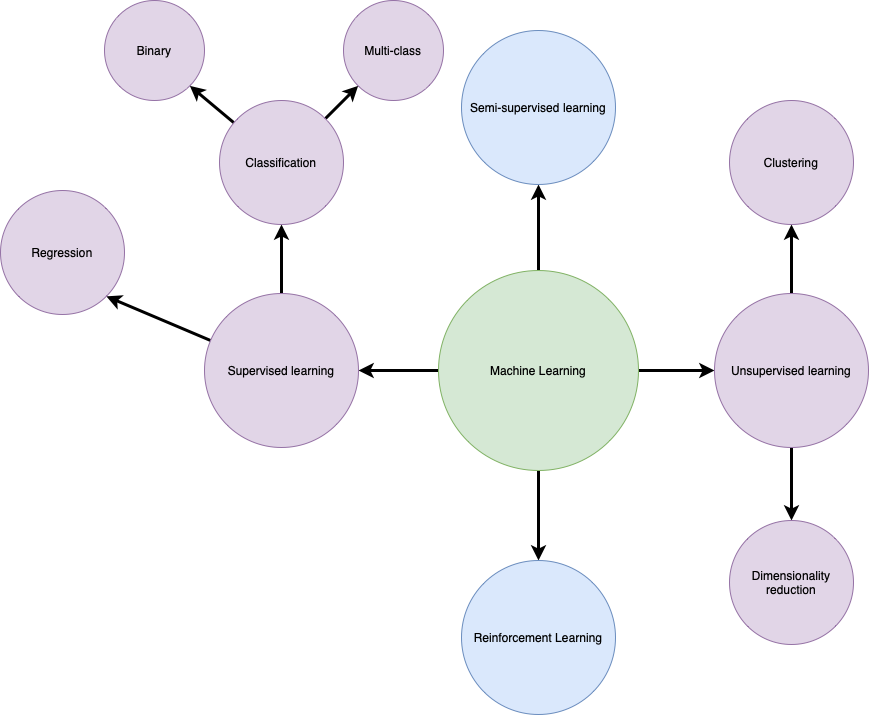 Binary
Multi-class
Semi-supervised learning
Classification
Clustering
Regression
Supervised learning
Machine Learning
Unsupervised learning
Dimensionality
reduction
Reinforcement Learning